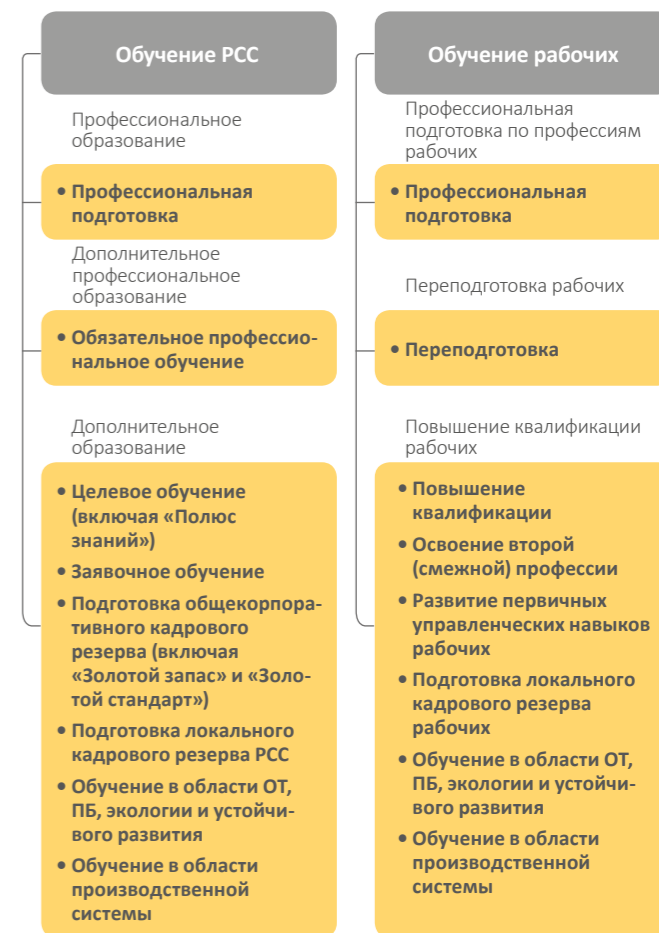 Обучение РСС
Профессиональное
образование
• Профессиональная
подготовка
Дополнительное
профессиональное
образование
• Обязательное профессио-
нальное обучение
Дополнительное
образование
• Целевое обучение
(включая «Полюс
знаний»)
• Заявочное обучение
• Подготовка общекорпора-
тивного кадрового
резерва (включая
«Золотой запас» и «Золо-
той стандарт»)
• Подготовка локального
кадрового резерва РСС
• Обучение в области ОТ,
ПБ, экологии и устойчи-
вого развития
• Обучение в области
производственной
системы
Обучение рабочих
Профессиональная
подготовка по профессиям
рабочих
• Профессиональная
подготовка
Переподготовка рабочих
• Переподготовка
Повышение квалификации
рабочих
• Повышение
квалификации
• Освоение второй
(смежной) профессии
• Развитие первичных
управленческих навыков
рабочих
• Подготовка локального
кадрового резерва
рабочих
• Обучение в области ОТ,
ПБ, экологии и устойчи-
вого развития
• Обучение в области
производственной
системы